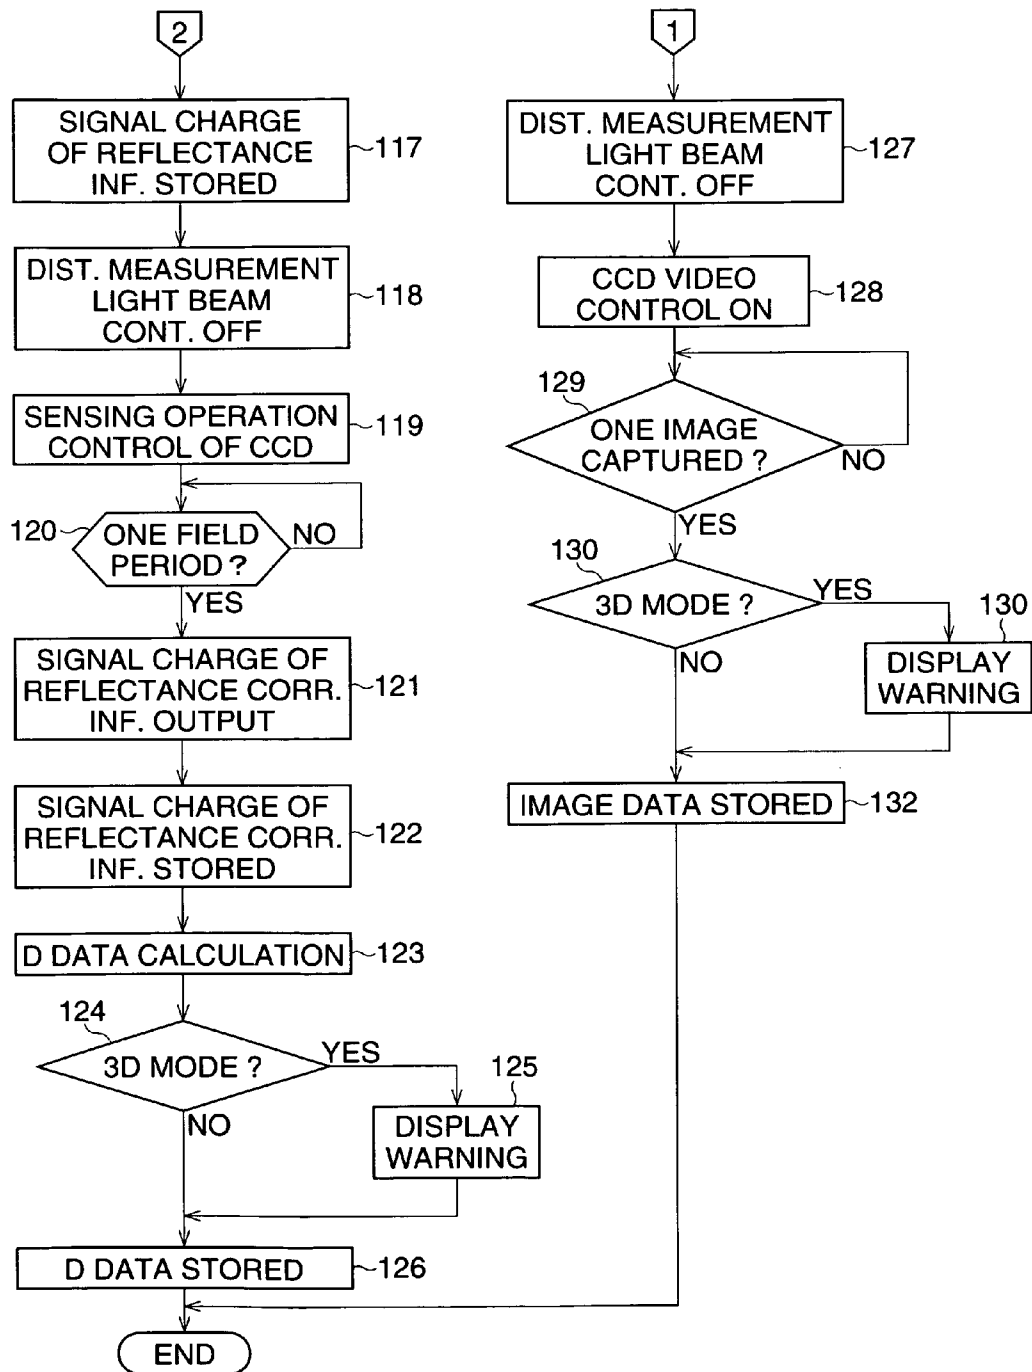 2
SIGNAL CHARGE
OF REFLECTANCE
INF. STORED
117
DIST. MEASUREMENT
LIGHT BEAM
CONT. OFF
118
SENSING OPERATION
CONTROL OF CCD
119
120
ONE FIELD
PERIOD ?
NO
YES
SIGNAL CHARGE OF
REFLECTANCE CORR.
INF. OUTPUT
121
SIGNAL CHARGE OF
REFLECTANCE CORR.
INF. STORED
122
D DATA CALCULATION
123
124
3D MODE ?
YES
NO
125
DISPLAY
WARNING
D DATA STORED
126
END
1
DIST. MEASUREMENT
LIGHT BEAM
CONT. OFF
127
CCD VIDEO
CONTROL ON
128
129
ONE IMAGE
CAPTURED ?
NO
YES
130
3D MODE ?
YES
NO
130
DISPLAY
WARNING
IMAGE DATA STORED
132